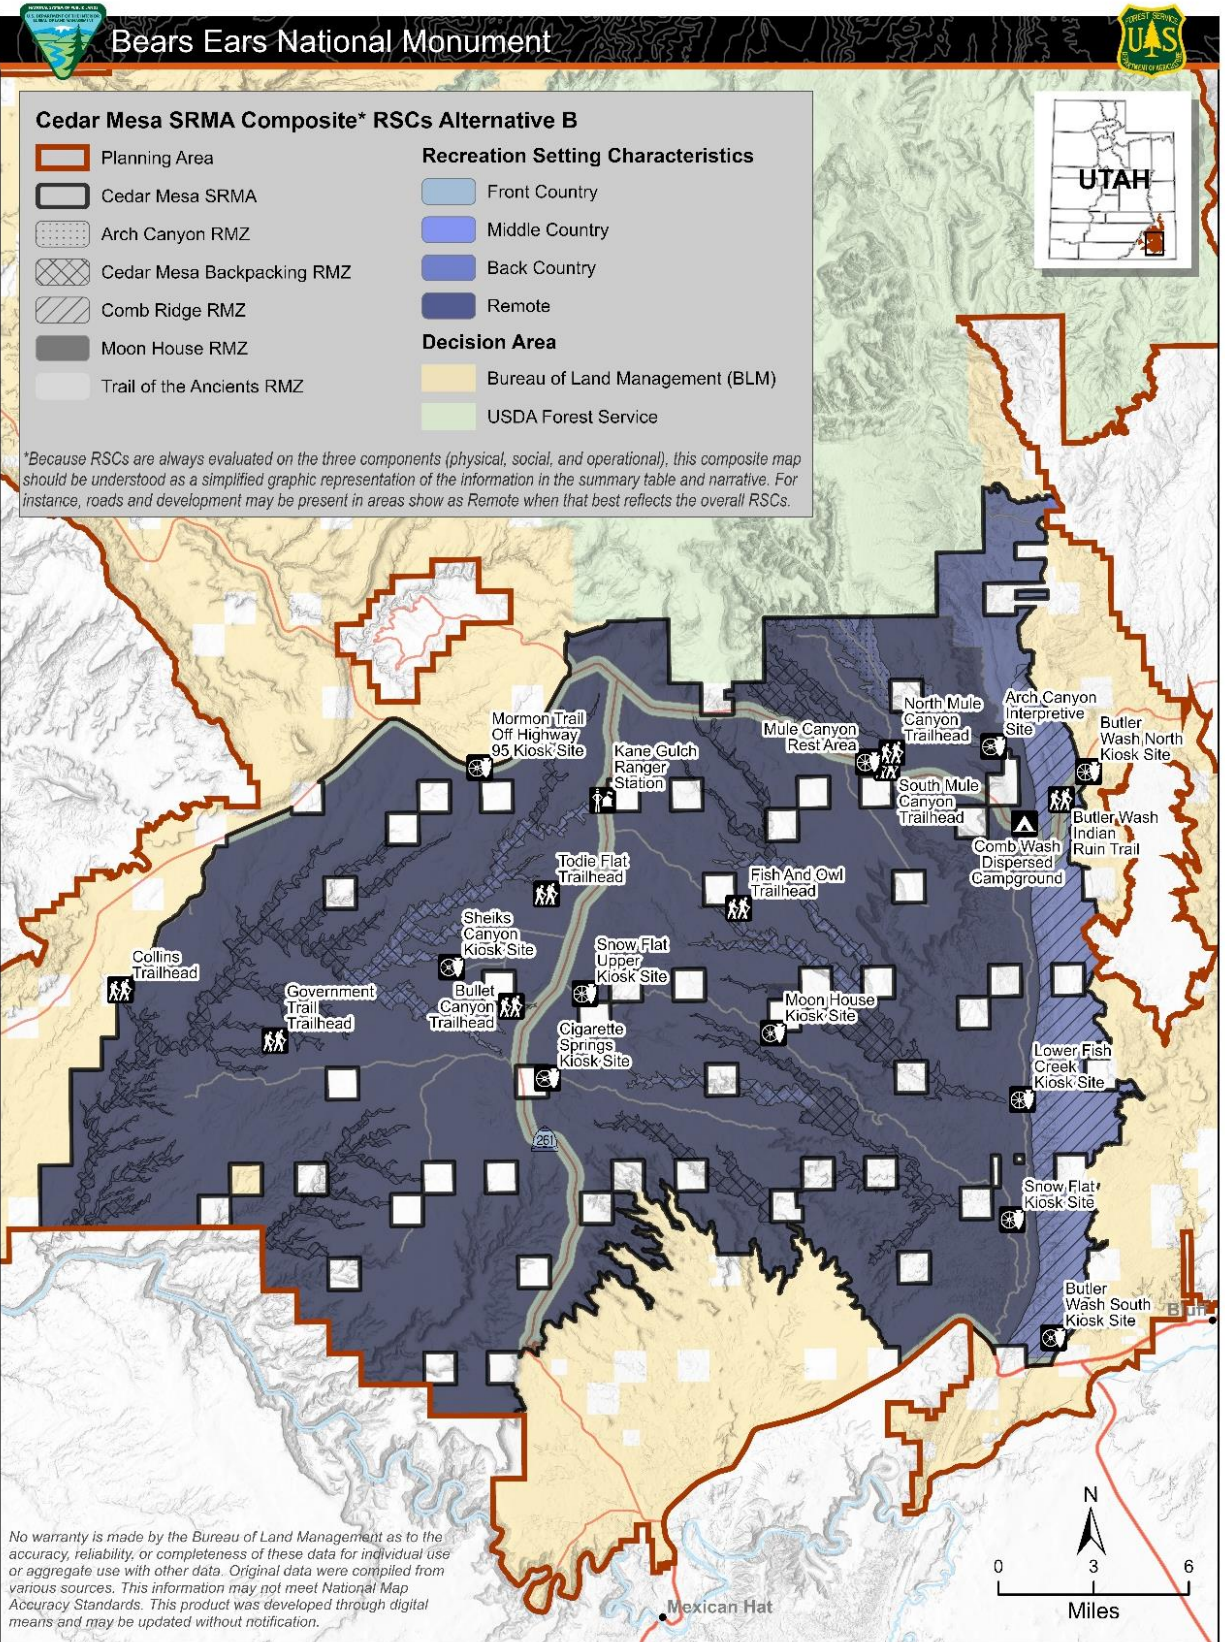 Bears Ears National Monument
FOREST SERVICE
U S
DEPARTMENT OF AGRICULTURE
Cedar Mesa SRMA Composite* RSCs Alternative B
Planning Area
Cedar Mesa SRMA
Arch Canyon RMZ
Cedar Mesa Backpacking RMZ
Comb Ridge RMZ
Moon House RMZ
Trail of the Ancients RMZ
Recreation Setting Characteristics
Front Country
Middle Country
Back Country
Remote
Decision Area
Bureau of Land Management (BLM)
USDA Forest Service
*Because RSCs are always evaluated on the three components (physical, social, and operational), this composite map
should be understood as a simplified graphic representation of the information in the summary table and narrative. For
instance, roads and development may be present in areas show as Remote when that best reflects the overall RSCs.
UTAH
Mormon Trail
Off Highway
95 Kiosk Site
Kane Gulch
Ranger
Station
Mule Canyon
Rest Area
North Mule
Canyon
Trailhead
Arch Canyon
Interpretive
Site
Butler
Wash North
Kiosk Site
South Mule
Canyon
Trailhead
Butler Wash
Indian
Ruin Trail
Comb Wash
Dispersed
Campground
Todie Flat
Trailhead
Fish And Owl
Trailhead
Sheiks
Canyon
Kiosk Site
Snow Flat
Upper
Kiosk Site
Collins
Trailhead
Government
Trail
Trailhead
Bullet
Canyon
Trailhead
Moon House
Kiosk Site
Cigarette
Springs
Kiosk Site
Lower Fish
Creek
Kiosk Site
261
Snow Flat
Kiosk Site
Butler
Wash South
Kiosk Site
Bluff
Mexican Hat
N
0 3 6
Miles
No warranty is made by the Bureau of Land Management as to the
accuracy, reliability, or completeness of these data for individual use
or aggregate use with other data. Original data were compiled from
various sources. This information may not meet National Map
Accuracy Standards. This product was developed through digital
means and may be updated without notification.